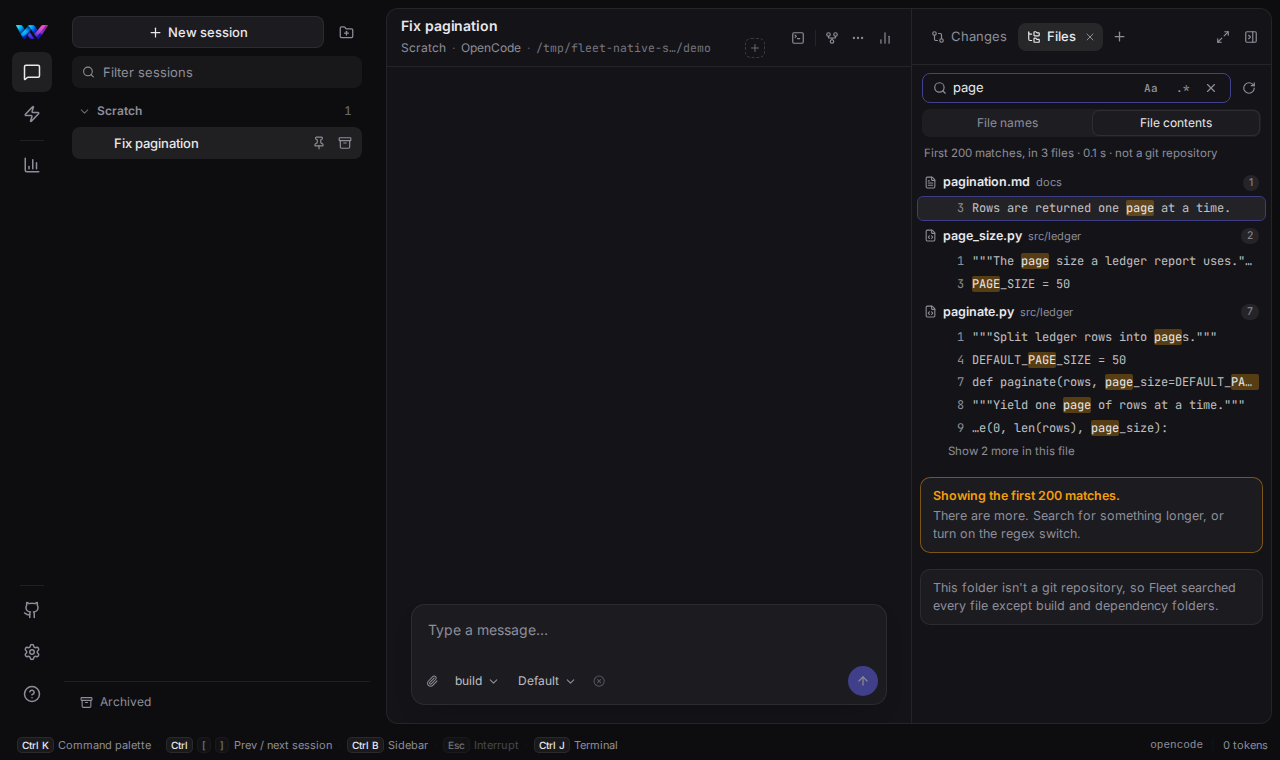 New session
Filter sessions
Scratch 1
Fix pagination
Archived
Fix pagination
Scratch · OpenCode · /tmp/fleet-native-s…/demo
Type a message...
build Default
Changes Files
page Aa .*
File names File contents
First 200 matches, in 3 files · 0.1 s · not a git repository
pagination.md docs 1
3 Rows are returned one page at a time.
page_size.py src/ledger 2
1 """The page size a ledger report uses."…
3 PAGE_SIZE = 50
paginate.py src/ledger 7
1 """Split ledger rows into pages."""
4 DEFAULT_PAGE_SIZE = 50
7 def paginate(rows, page_size=DEFAULT_PA…
8 """Yield one page of rows at a time."""
9 …e(0, len(rows), page_size):
Show 2 more in this file
Showing the first 200 matches.
There are more. Search for something longer, or
turn on the regex switch.
This folder isn't a git repository, so Fleet searched
every file except build and dependency folders.
Ctrl K Command palette Ctrl [ ] Prev / next session Ctrl B Sidebar Esc Interrupt Ctrl J Terminal opencode 0 tokens